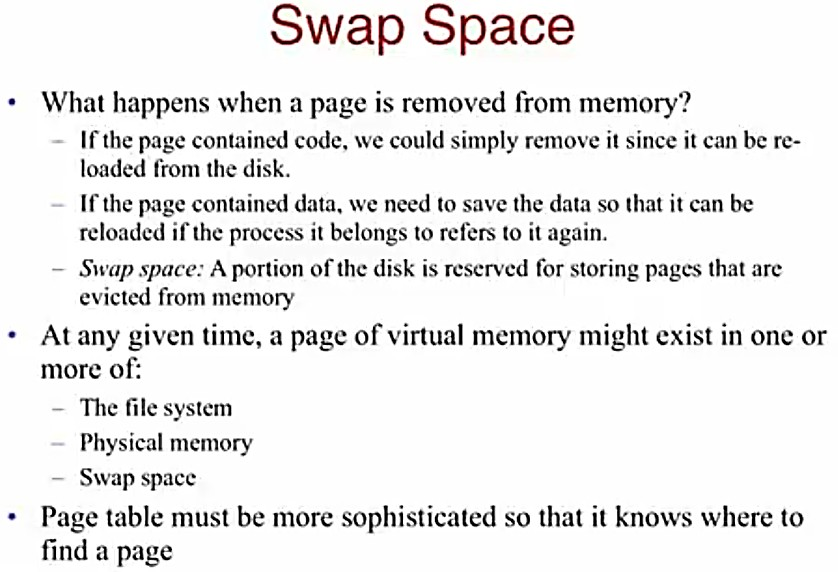 Swap Space
• What happens when a page is removed from memory?
– If the page contained code, we could simply remove it since it can be re-
loaded from the disk.
– If the page contained data, we need to save the data so that it can be
reloaded if the process it belongs to refers to it again.
– Swap space: A portion of the disk is reserved for storing pages that are
evicted from memory
• At any given time, a page of virtual memory might exist in one or
more of:
– The file system
– Physical memory
– Swap space
• Page table must be more sophisticated so that it knows where to
find a page